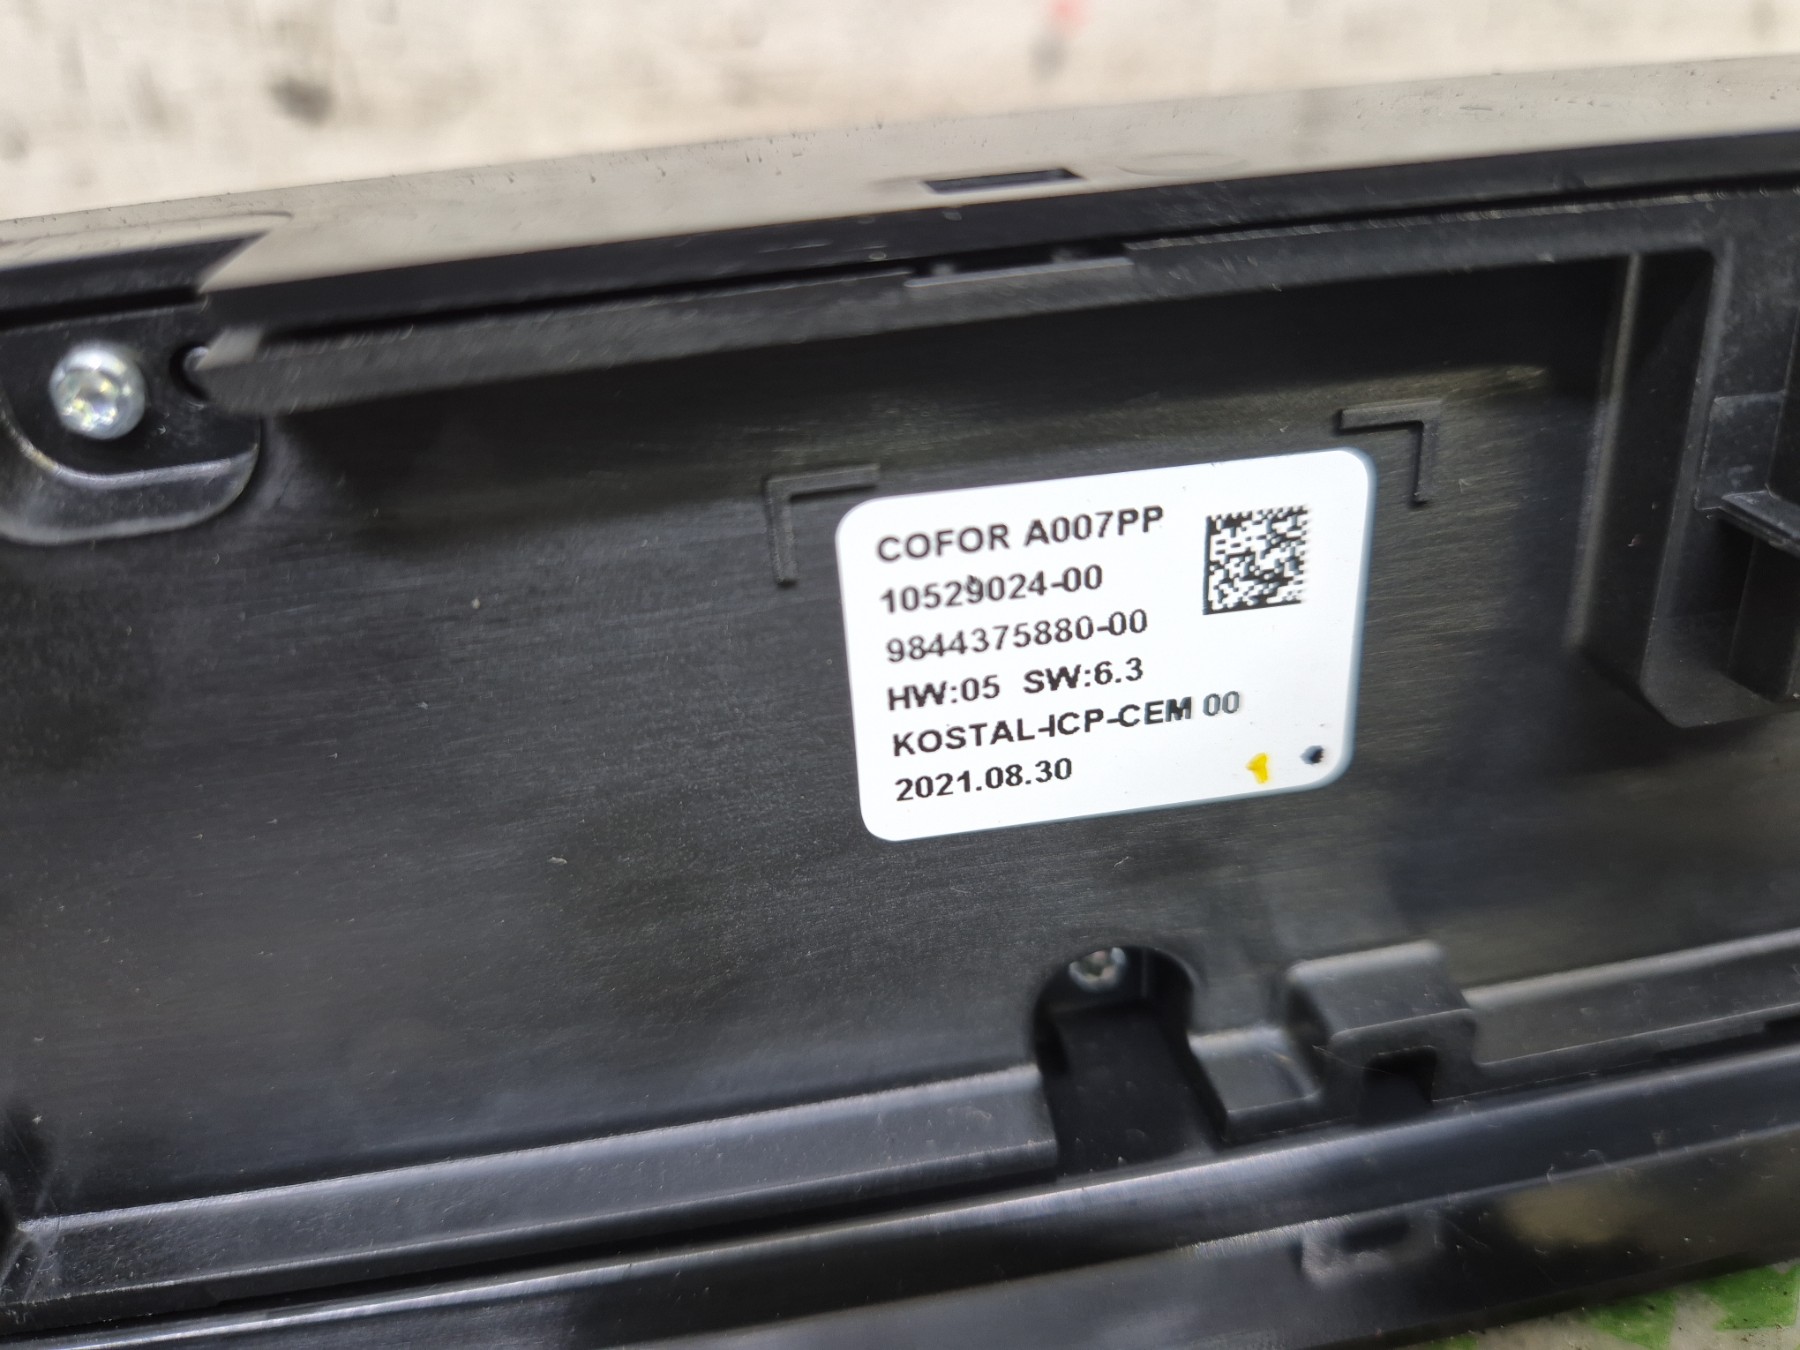 COFOR A007PP
10529024-00
9844375880-00
HW:05 SW:6.3
KOSTAL-ICP-CEM 00
2021.08.30